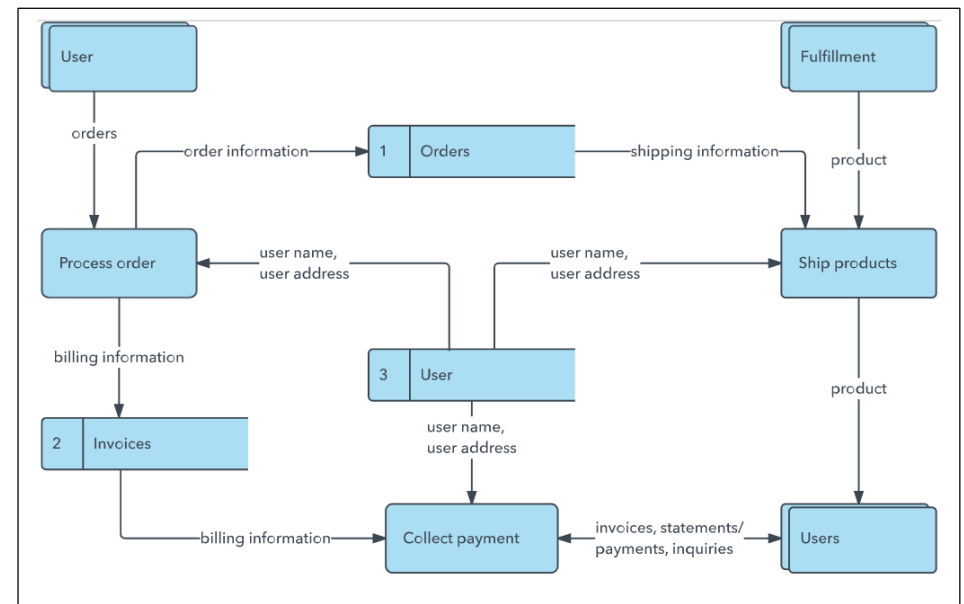 User
Fulfillment
orders
order information
1 Orders
shipping information
product
Process order
user name,
user address
user name,
user address
Ship products
billing information
3 User
product
2 Invoices
user name,
user address
billing information
Collect payment
invoices, statements/
payments, inquiries
Users